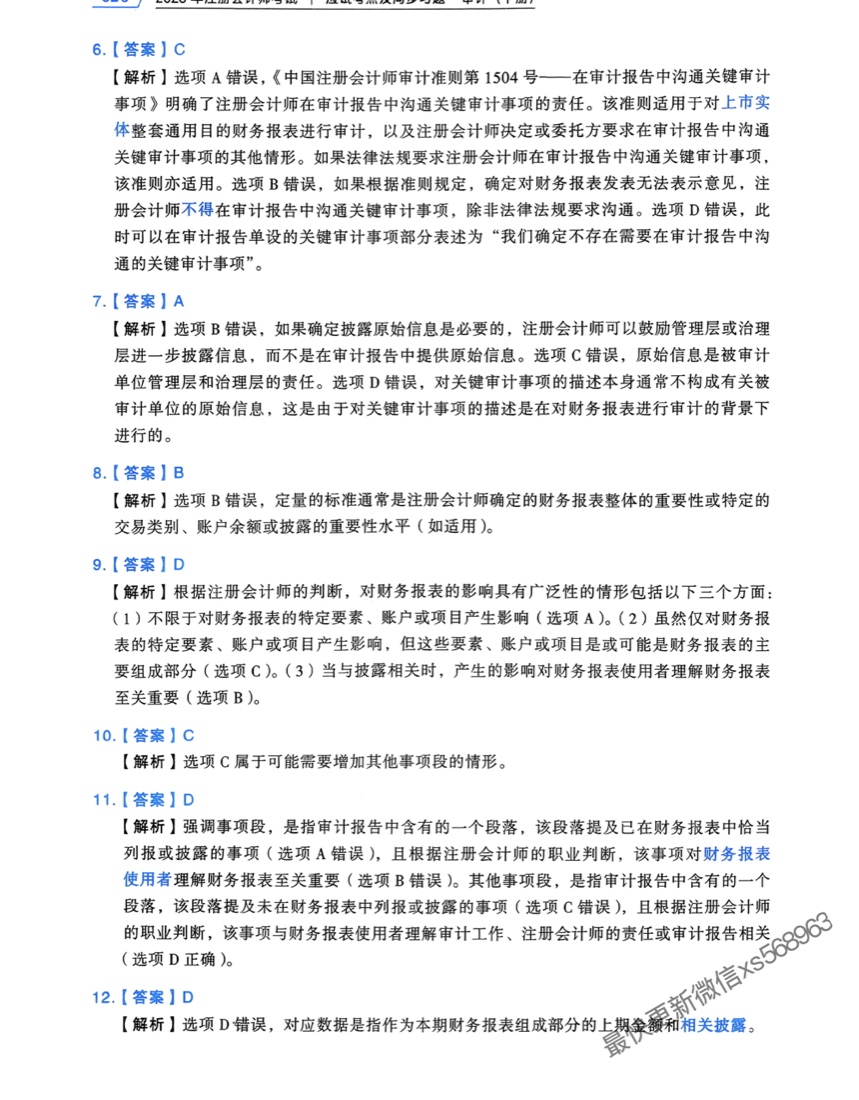 6.【答案】C
【解析】选项 A 错误，《中国注册会计师审计准则第 1504 号——在审计报告中沟通关键审计
事项》明确了注册会计师在审计报告中沟通关键审计事项的责任。该准则适用于对上市实
体整套通用目的财务报表进行审计，以及注册会计师决定或委托方要求在审计报告中沟通
关键审计事项的其他情形。如果法律法规要求注册会计师在审计报告中沟通关键审计事项，
该准则亦适用。选项 B 错误，如果根据准则规定，确定对财务报表发表无法表示意见，注
册会计师不得在审计报告中沟通关键审计事项，除非法律法规要求沟通。选项 D 错误，此
时可以在审计报告单设的关键审计事项部分表述为“我们确定不存在需要在审计报告中沟
通的关键审计事项”。
7.【答案】A
【解析】选项 B 错误，如果确定披露原始信息是必要的，注册会计师可以鼓励管理层或治理
层进一步披露信息，而不是在审计报告中提供原始信息。选项 C 错误，原始信息是被审计
单位管理层和治理层的责任。选项 D 错误，对关键审计事项的描述本身通常不构成有关被
审计单位的原始信息，这是由于对关键审计事项的描述是在对财务报表进行审计的背景下
进行的。
8.【答案】B
【解析】选项 B 错误，定量的标准通常是注册会计师确定的财务报表整体的重要性或特定的
交易类别、账户余额或披露的重要性水平（如适用）。
9.【答案】D
【解析】根据注册会计师的判断，对财务报表的影响具有广泛性的情形包括以下三个方面：
（1）不限于对财务报表的特定要素、账户或项目产生影响（选项 A）。（2）虽然仅对财务报
表的特定要素、账户或项目产生影响，但这些要素、账户或项目是或可能是财务报表的主
要组成部分（选项 C）。（3）当与披露相关时，产生的影响对财务报表使用者理解财务报表
至关重要（选项 B）。
10.【答案】C
【解析】选项 C 属于可能需要增加其他事项段的情形。
11.【答案】D
【解析】强调事项段，是指审计报告中含有的一个段落，该段落提及已在财务报表中恰当
列报或披露的事项（选项 A 错误），且根据注册会计师的职业判断，该事项对财务报表
使用者理解财务报表至关重要（选项 B 错误）。其他事项段，是指审计报告中含有的一个
段落，该段落提及未在财务报表中列报或披露的事项（选项 C 错误），且根据注册会计师
的职业判断，该事项与财务报表使用者理解审计工作、注册会计师的责任或审计报告相关
（选项 D 正确）。
12.【答案】D
【解析】选项 D 错误，对应数据是指作为本期财务报表组成部分的上期金额和相关披露。
最快更新微信xs568963